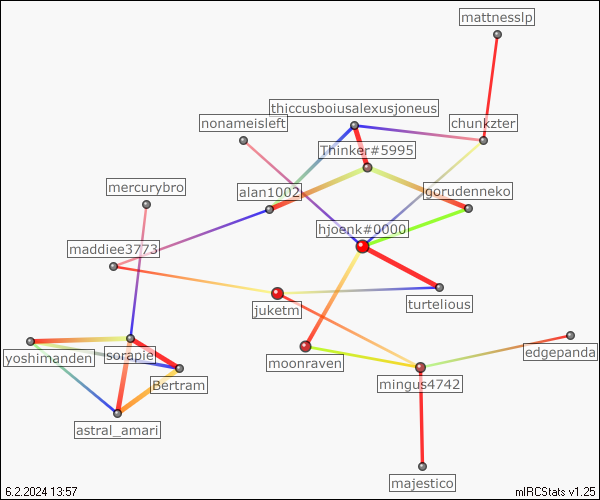 mattnesslp
thiccusboiusalexusjoneus
nonameisleft
chunkzter
Thinker#5995
mercurybro
alan1002
gorudenneko
hjoenk#0000
maddiee3773
juketm
turtelious
yoshimanden
sorapie
edgepanda
moonraven
Bertram
mingus4742
astral_amari
majestico
6.2.2024 13:57
mIRCStats v1.25